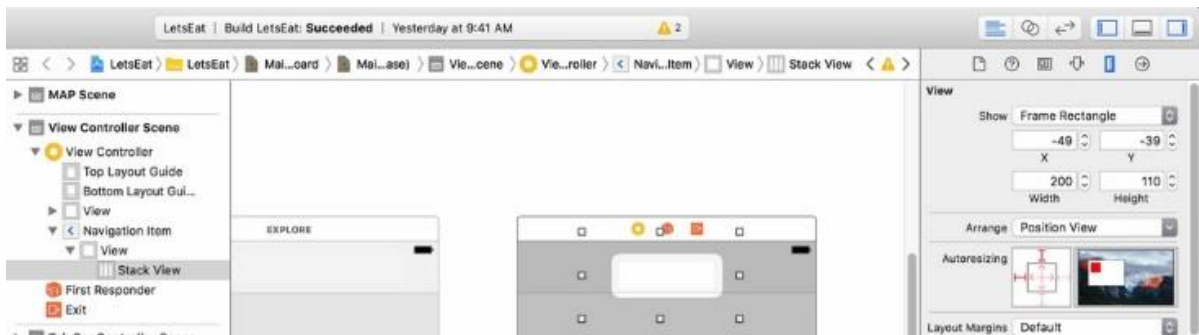 LetsEat | Build LetsEat: Succeeded | Yesterday at 9:41 AM 2
LetsEat LetsEat Mai...oard Mai...ase) Vie...cene Vie...roller Navi...Item View Stack View
MAP Scene
View Controller Scene
View Controller
Top Layout Guide
Bottom Layout Gui...
View
Navigation Item
View
Stack View
First Responder
Exit
EXPLORE
View
Show Frame Rectangle
-49 -39
X Y
200 110
Width Height
Arrange Position View
Autoresizing
Layout Margins Default